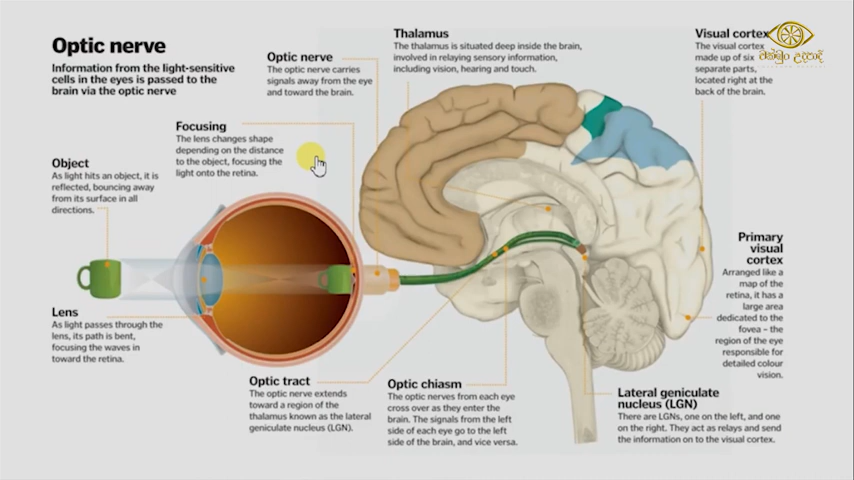 Optic nerve
Information from the light-sensitive
cells in the eyes is passed to the
brain via the optic nerve
Optic nerve
The optic nerve carries
signals away from the eye
and toward the brain.
Thalamus
The thalamus is situated deep inside the brain,
involved in relaying sensory information,
including vision, hearing and touch.
Visual cortex
The visual cortex
made up of six
separate parts,
located right at the
back of the brain.
Focusing
The lens changes shape
depending on the distance
to the object, focusing the
light onto the retina.
Object
As light hits an object, it is
reflected, bouncing away
from its surface in all
directions.
Lens
As light passes through the
lens, its path is bent,
focusing the waves in
toward the retina.
Primary
visual
cortex
Arranged like a
map of the
retina, it has a
large area
dedicated to the
fovea – the
region of the eye
responsible for
detailed colour
vision.
Optic tract
The optic nerve extends
toward a region of the
thalamus known as the lateral
geniculate nucleus (LGN).
Optic chiasm
The optic nerves from each eye
cross over as they enter the
brain. The signals from the left
side of each eye go to the left
side of the brain, and vice versa.
Lateral geniculate
nucleus (LGN)
There are LGNs, one on the left, and one
on the right. They act as relays and send
the information on to the visual cortex.